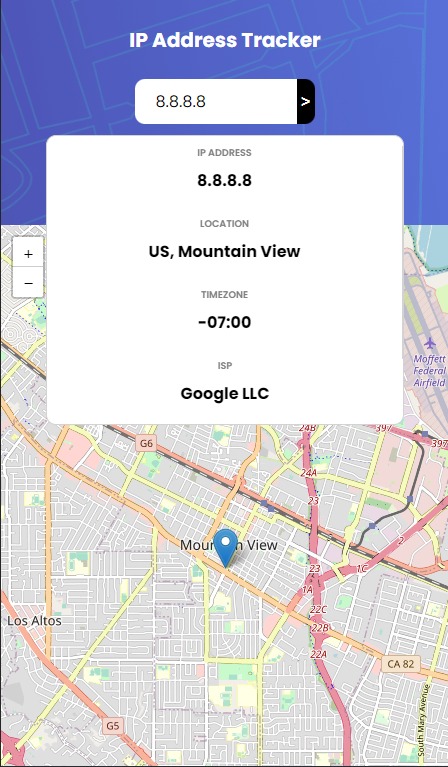 IP Address Tracker
8.8.8.8
>
IP ADDRESS
8.8.8.8
LOCATION
US, Mountain View
TIMEZONE
-07:00
ISP
Google LLC
+
−
Moffett
Federal
Airfield
24B
397
397
G6
24A
23
2
Mountain View
23
1C
1A
22C
22B
22A
Los Altos
CA 82
G5
South Mary Avenue